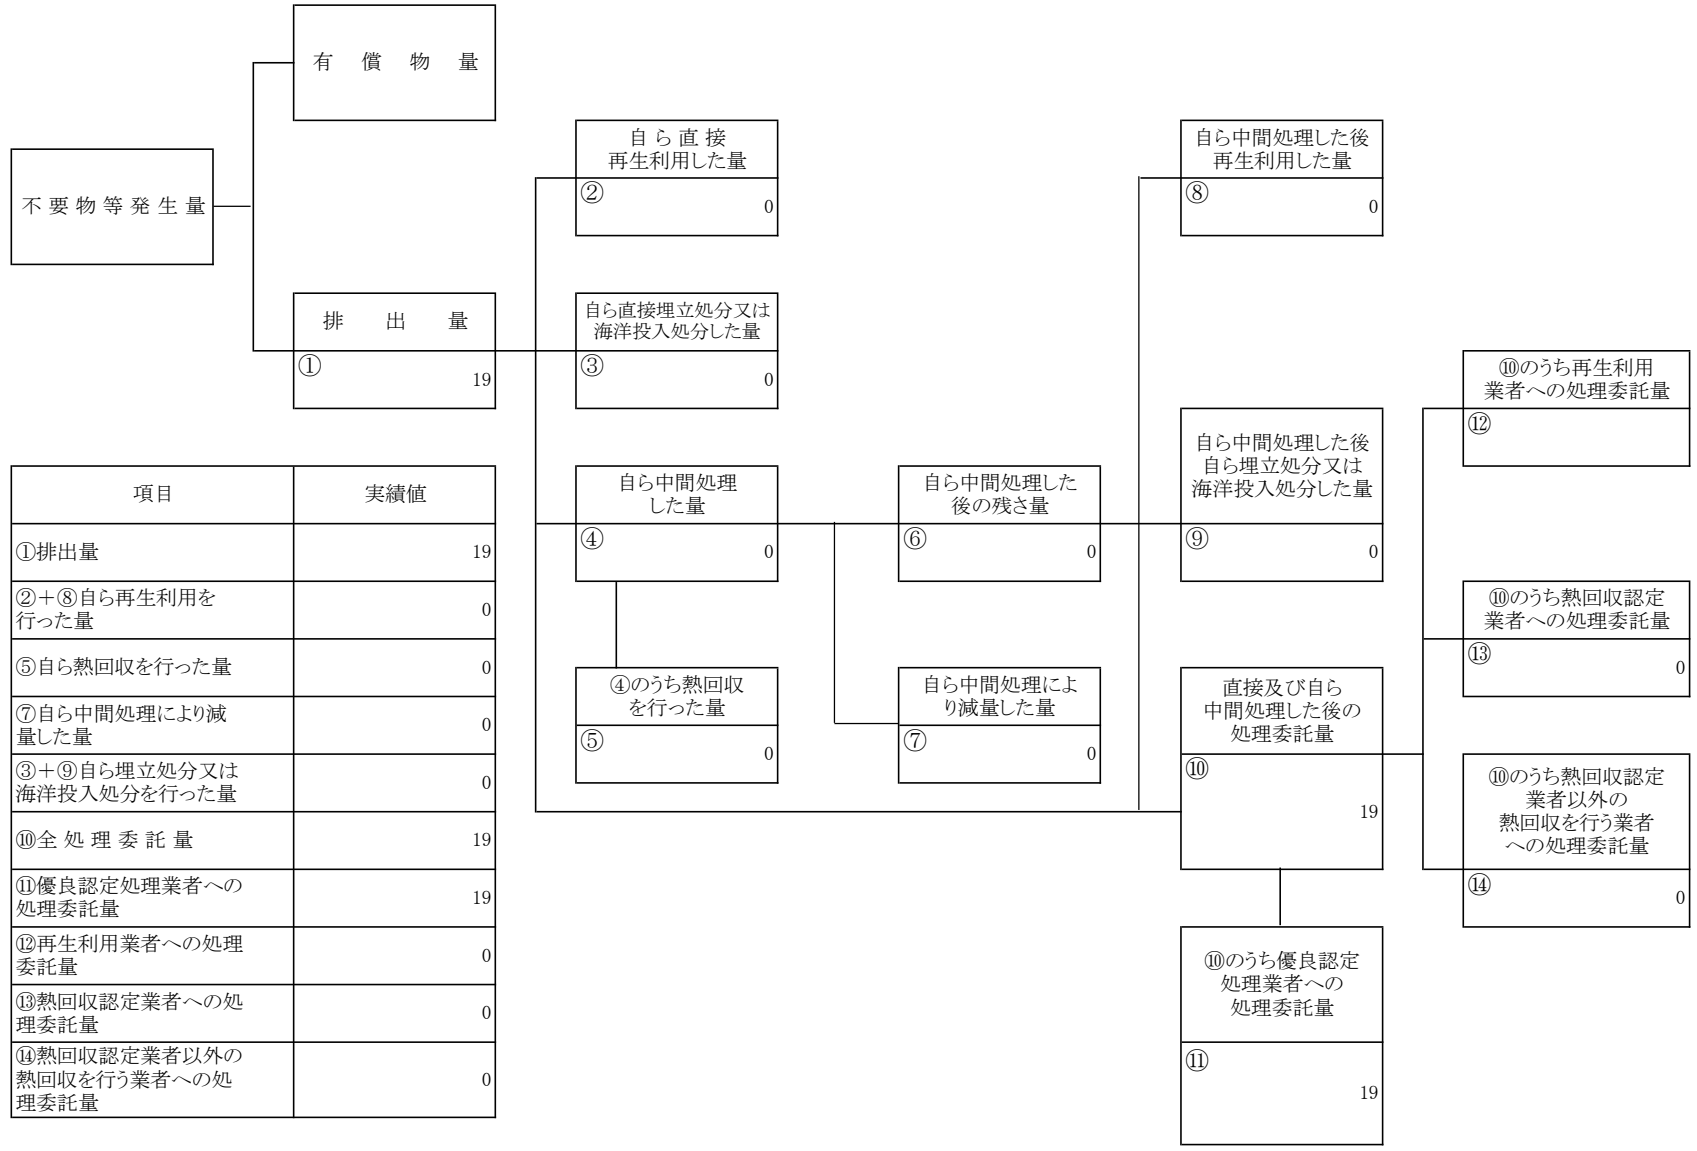 有償物量
不要物等発生量
排出量
①
19
自ら直接
再生利用した量
②
0
自ら直接埋立処分又は
海洋投入処分した量
③
0
自ら中間処理
した量
④
0
④のうち熱回収
を行った量
⑤
0
自ら中間処理した
後の残さ量
⑥
0
自ら中間処理によ
り減量した量
⑦
0
自ら中間処理した後
再生利用した量
⑧
0
自ら中間処理した後
自ら埋立処分又は
海洋投入処分した量
⑨
0
直接及び自ら
中間処理した後の
処理委託量
⑩
19
⑩のうち優良認定
処理業者への
処理委託量
⑪
19
⑩のうち再生利用
業者への処理委託量
⑫
⑩のうち熱回収認定
業者への処理委託量
⑬
0
⑩のうち熱回収認定
業者以外の
熱回収を行う業者
への処理委託量
⑭
0
項目 実績値
①排出量 19
②＋⑧自ら再生利用を
行った量 0
⑤自ら熱回収を行った量 0
⑦自ら中間処理により減
量した量 0
③＋⑨自ら埋立処分又は
海洋投入処分を行った量 0
⑩全処理委託量 19
⑪優良認定処理業者への
処理委託量 19
⑫再生利用業者への処理
委託量 0
⑬熱回収認定業者への処
理委託量 0
⑭熱回収認定業者以外の
熱回収を行う業者への処
理委託量 0